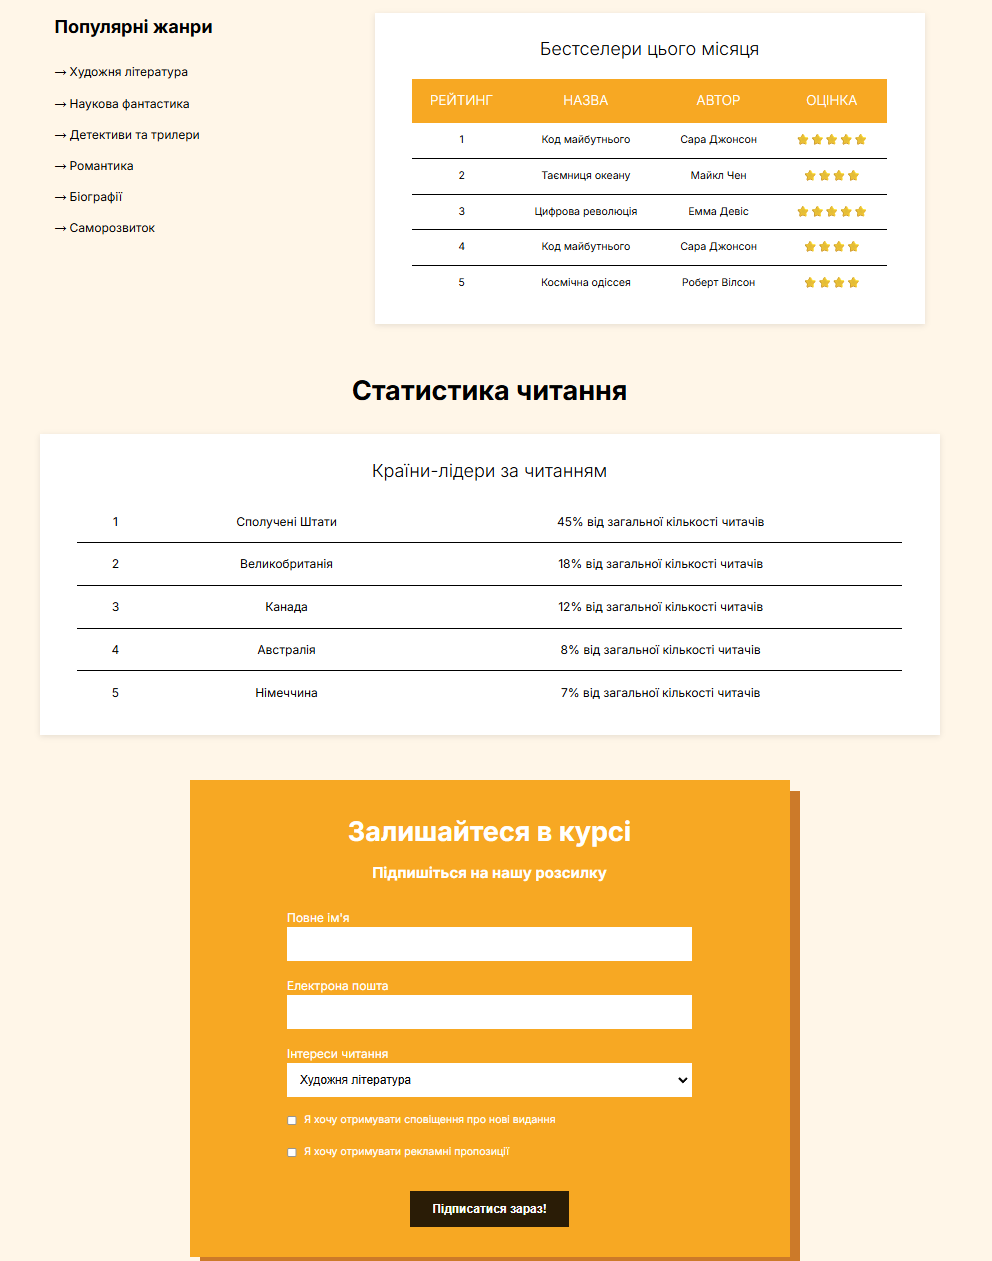 Популярні жанри
→ Художня література
→ Наукова фантастика
→ Детективи та трилери
→ Романтика
→ Біографії
→ Саморозвиток
Бестселери цього місяця
РЕЙТИНГ НАЗВА АВТОР ОЦІНКА
1 Код майбутнього Сара Джонсон ⭐⭐⭐⭐⭐
2 Таємниця океану Майкл Чен ⭐⭐⭐⭐
3 Цифрова революція Емма Девіс ⭐⭐⭐⭐⭐
4 Код майбутнього Сара Джонсон ⭐⭐⭐⭐
5 Космічна одіссея Роберт Вілсон ⭐⭐⭐⭐
Статистика читання
Країни-лідери за читанням
1 Сполучені Штати 45% від загальної кількості читачів
2 Великобританія 18% від загальної кількості читачів
3 Канада 12% від загальної кількості читачів
4 Австралія 8% від загальної кількості читачів
5 Німеччина 7% від загальної кількості читачів
Залишайтеся в курсі
Підпишіться на нашу розсилку
Повне ім'я
Електрона пошта
Інтереси читання
Художня література
Я хочу отримувати сповіщення про нові видання
Я хочу отримувати рекламні пропозиції
Підписатися зараз!